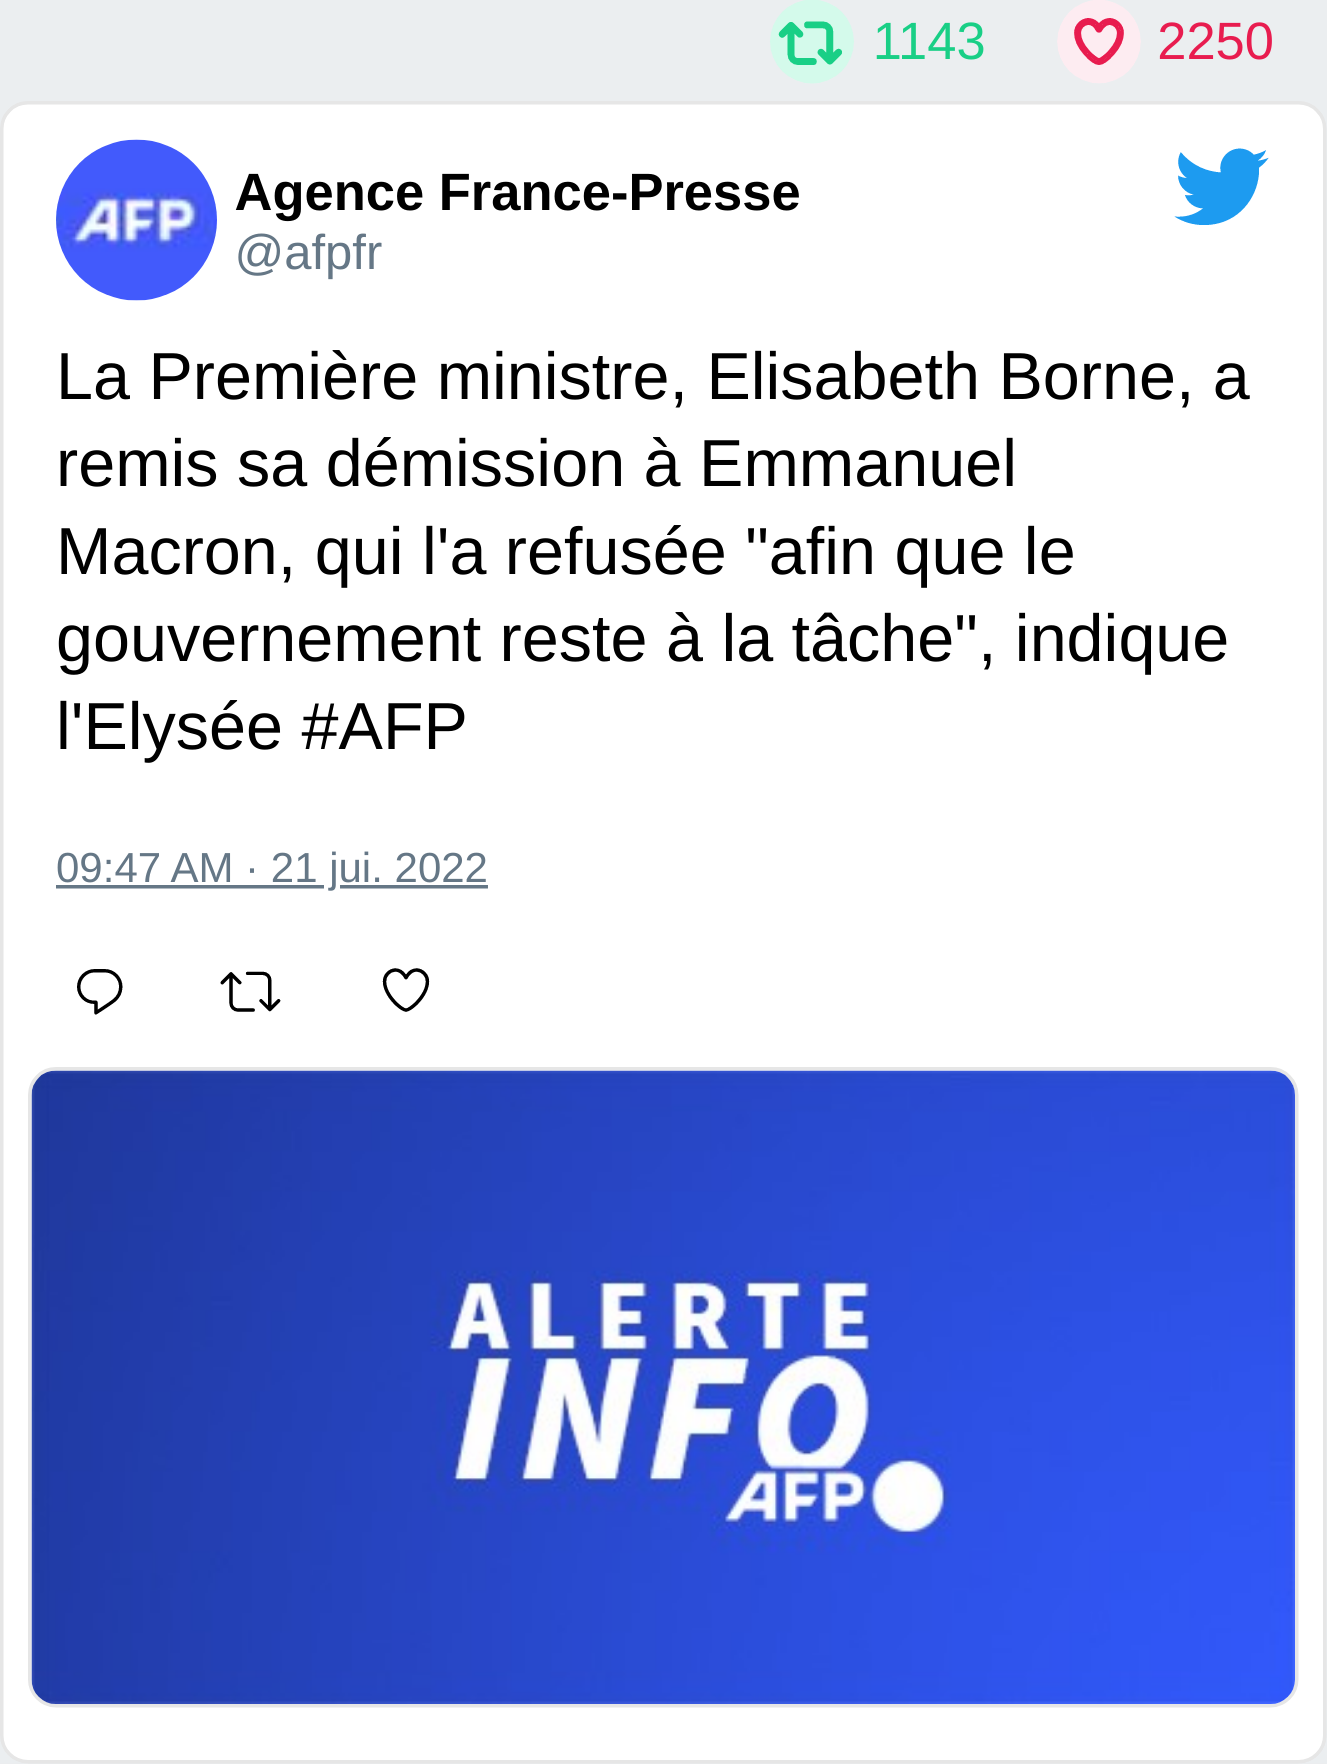 1143 2250
AFP
Agence France-Presse
@afpfr
La Première ministre, Elisabeth Borne, a
remis sa démission à Emmanuel
Macron, qui l'a refusée "afin que le
gouvernement reste à la tâche", indique
l'Elysée #AFP
09:47 AM · 21 jui. 2022
ALERTE
INFO
AFP